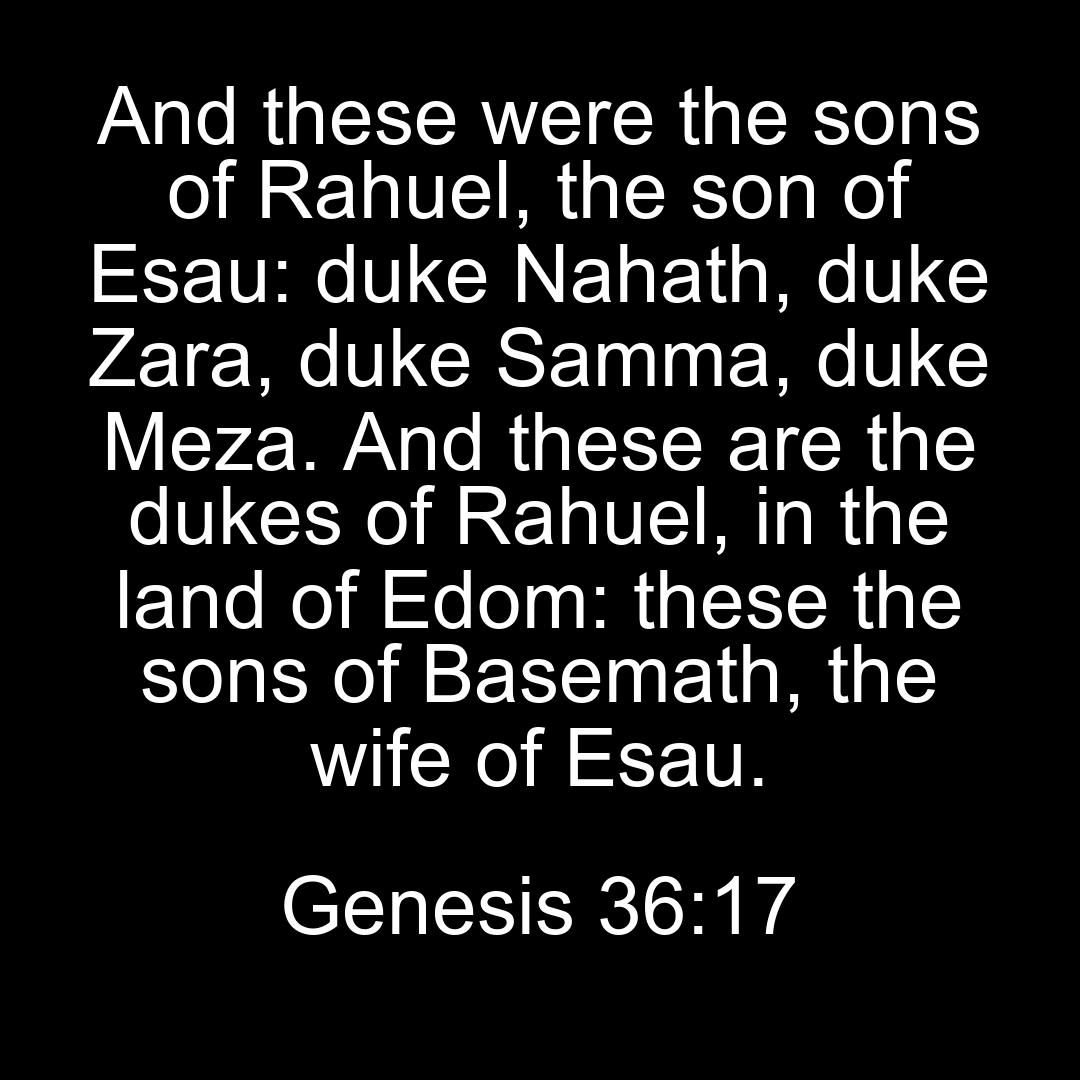 And these were the sons
of Rahuel, the son of
Esau: duke Nahath, duke
Zara, duke Samma, duke
Meza. And these are the
dukes of Rahuel, in the
land of Edom: these the
sons of Basemath, the
wife of Esau.
Genesis 36:17